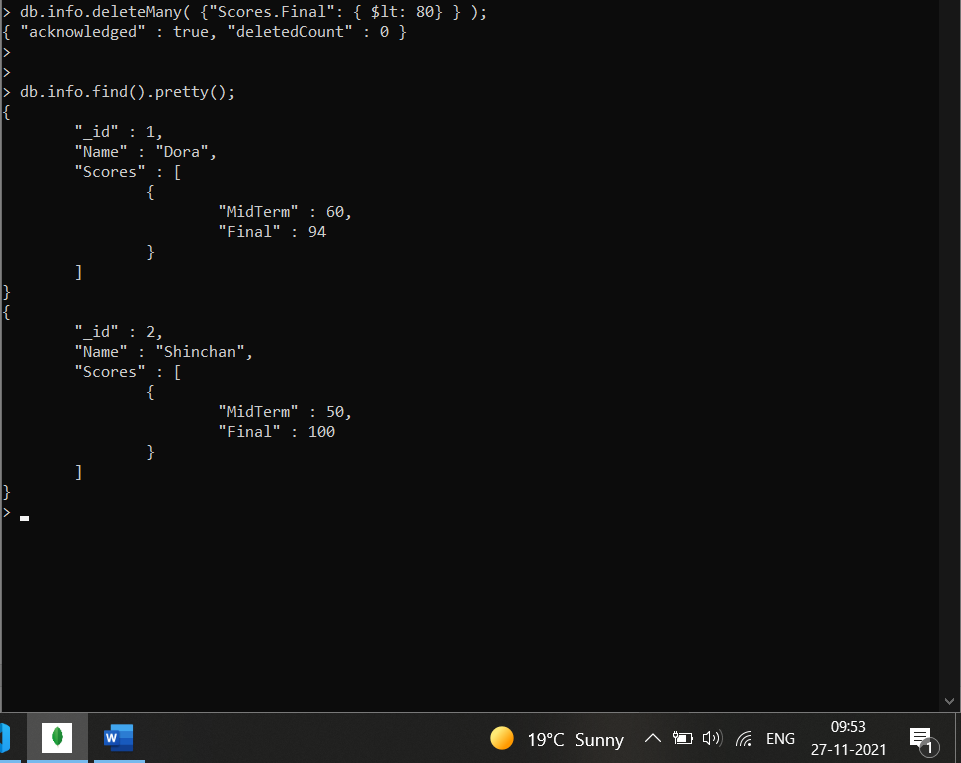 > db.info.deleteMany( {"Scores.Final": { $lt: 80} } );
{ "acknowledged" : true, "deletedCount" : 0 }
>
>
> db.info.find().pretty();
{
        "_id" : 1,
        "Name" : "Dora",
        "Scores" : [
                {
                        "MidTerm" : 60,
                        "Final" : 94
                }
        ]
}
{
        "_id" : 2,
        "Name" : "Shinchan",
        "Scores" : [
                {
                        "MidTerm" : 50,
                        "Final" : 100
                }
        ]
}
>
W
19°C Sunny
ENG
09:53
27-11-2021
1